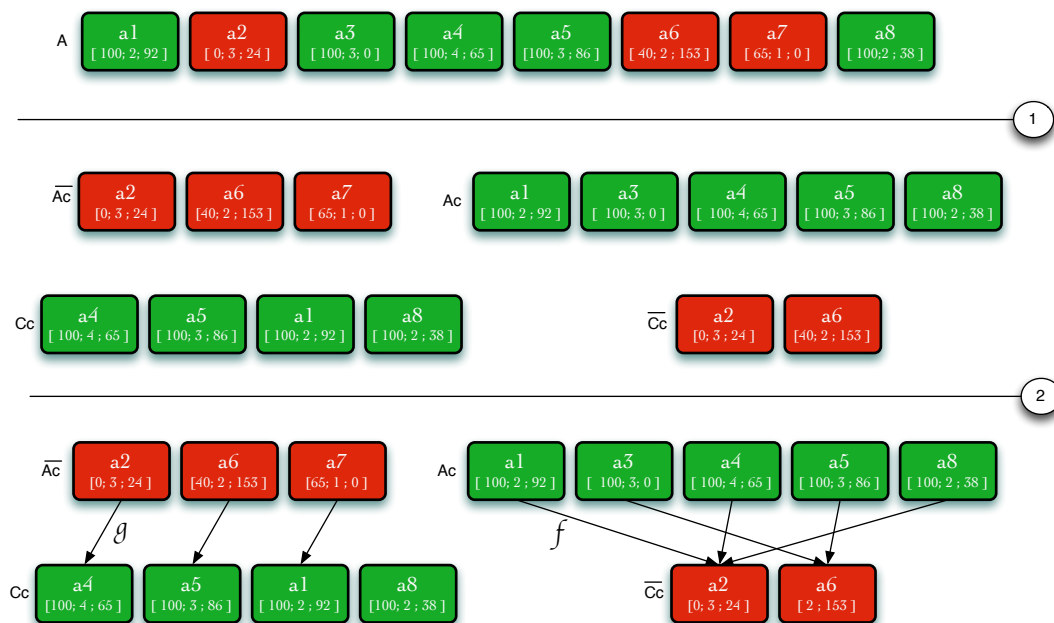 A
a1
[ 100; 2; 92 ]
a2
[ 0; 3 ; 24 ]
a3
[ 100; 3; 0 ]
a4
[ 100; 4 ; 65 ]
a5
[ 100; 3 ; 86 ]
a6
[ 40; 2 ; 153 ]
a7
[ 65; 1 ; 0 ]
a8
[ 100;2 ; 38 ]
1
Ac
a2
[0; 3 ; 24 ]
a6
[40; 2 ; 153 ]
a7
[ 65; 1 ; 0 ]
Ac
a1
[ 100; 2 ; 92 ]
a3
[ 100; 3; 0 ]
a4
[ 100; 4; 65 ]
a5
[ 100; 3 ; 86 ]
a8
[ 100; 2 ; 38 ]
Cc
a4
[ 100; 4 ; 65 ]
a5
[ 100; 3 ; 86 ]
a1
[ 100; 2 ; 92 ]
a8
[ 100; 2 ; 38 ]
Cc
a2
[0; 3 ; 24 ]
a6
[40; 2 ; 153 ]
2
Ac
a2
[0; 3 ; 24 ]
a6
[40; 2 ; 153 ]
a7
[65; 1 ; 0 ]
Ac
a1
[ 100; 2 ; 92 ]
a3
[ 100; 3; 0 ]
a4
[ 100; 4 ; 65 ]
a5
[ 100; 3 ; 86 ]
a8
[ 100; 2 ; 38 ]
g
f
Cc
a4
[100; 4 ; 65 ]
a5
[100; 3 ; 86 ]
a1
[ 100; 2 ; 92 ]
a8
[100; 2 ; 38]
Cc
a2
[0; 3 ; 24 ]
a6
[ 2 ; 153 ]